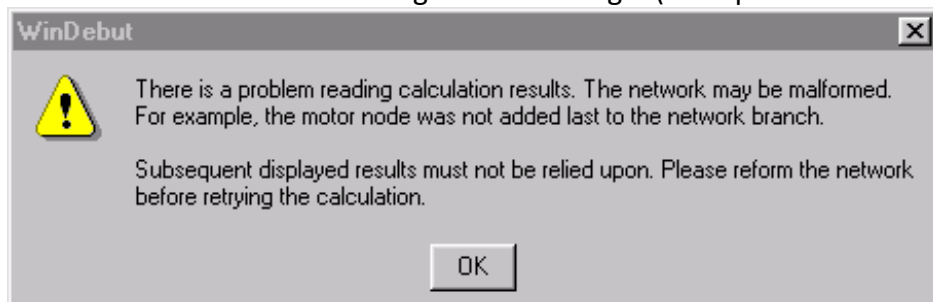 WinDebut
There is a problem reading calculation results. The network may be malformed.
For example, the motor node was not added last to the network branch.
Subsequent displayed results must not be relied upon. Please reform the network
before retrying the calculation.
OK